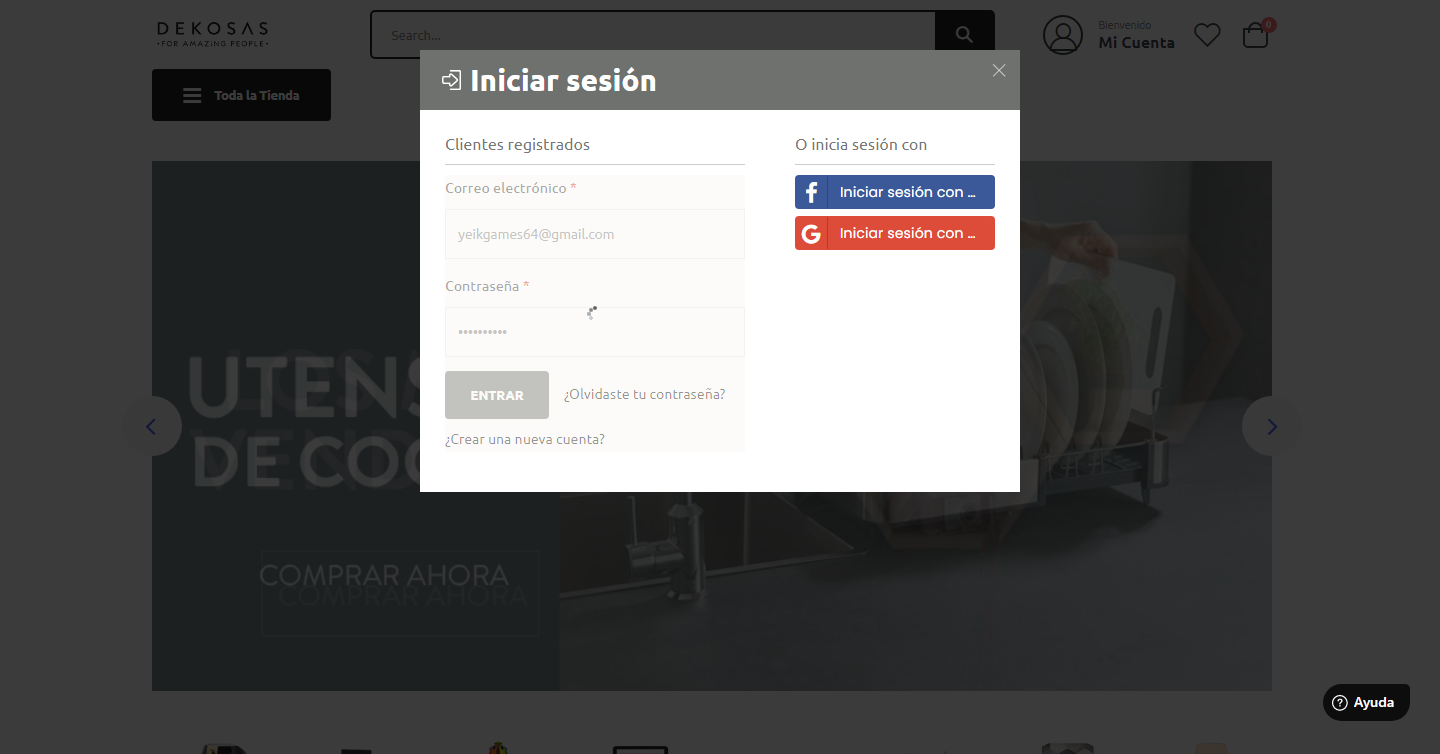 DEKOSAS
•FOR AMAZING PEOPLE•
Search...
Bienvenido
Mi Cuenta
0
Toda la Tienda
Iniciar sesión
Clientes registrados
Correo electrónico *
yeikgames64@gmail.com
Contraseña *
••••••••••
ENTRAR
¿Olvidaste tu contraseña?
¿Crear una nueva cuenta?
O inicia sesión con
Iniciar sesión con ...
Iniciar sesión con ...
UTENS
DE COC
COMPRAR AHORA
COMPRAR AHORA
Ayuda